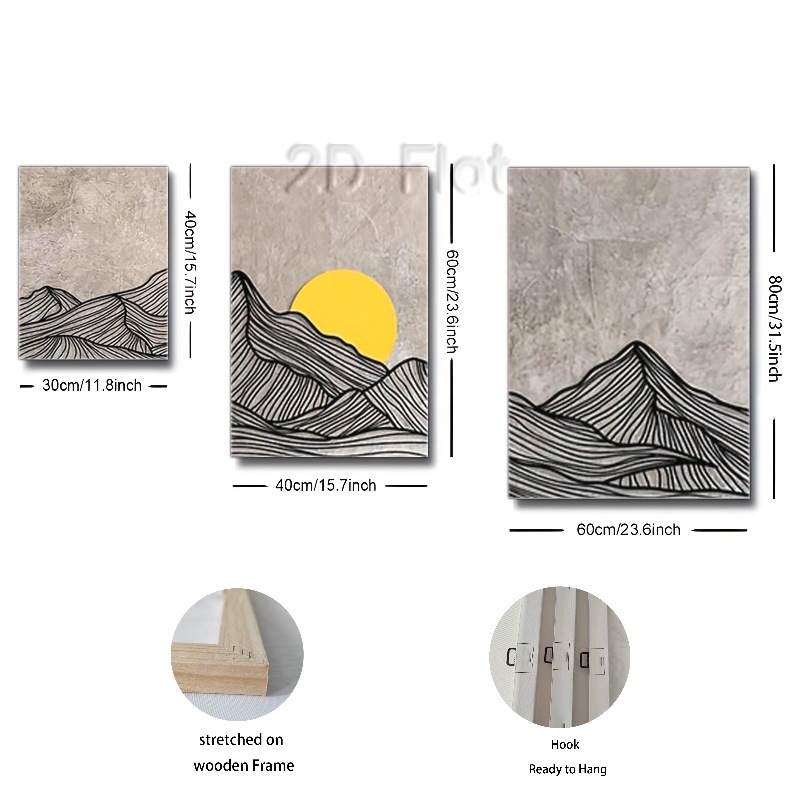 2D Flat
40cm/15.7inch
30cm/11.8inch
60cm/23.6inch
40cm/15.7inch
80cm/31.5inch
60cm/23.6inch
stretched on
wooden Frame
Hook
Ready to Hang